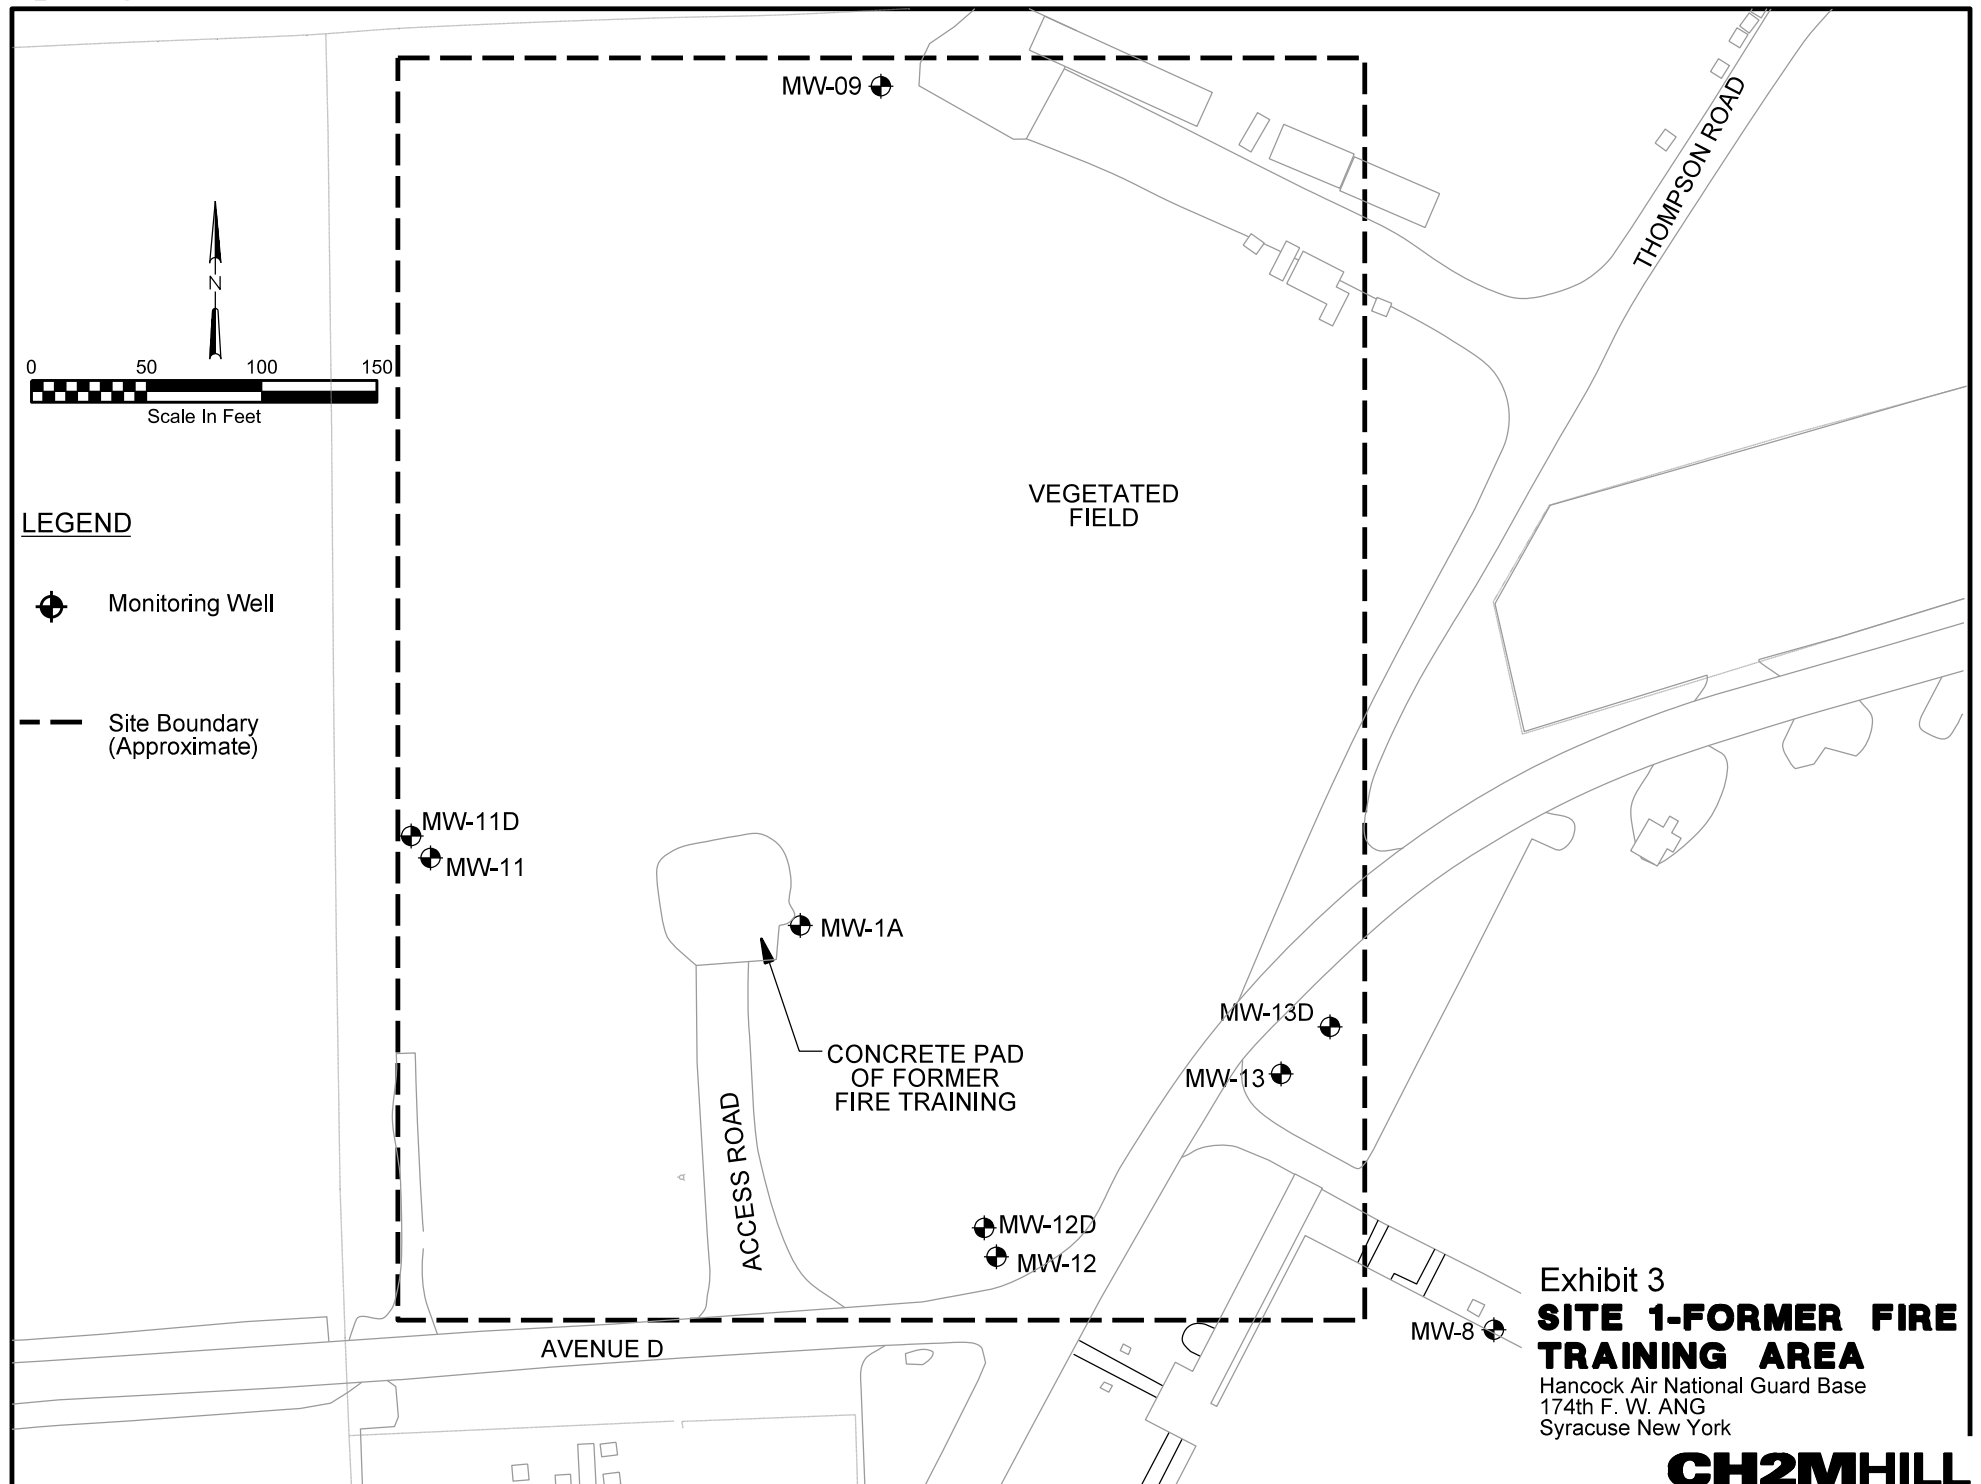 MW-09
THOMPSON ROAD
N
0 50 100 150
Scale In Feet
VEGETATED
FIELD
LEGEND
Monitoring Well
Site Boundary
(Approximate)
MW-11D
MW-11
MW-1A
MW-13D
MW-13
CONCRETE PAD
OF FORMER
FIRE TRAINING
ACCESS ROAD
MW-12D
MW-12
MW-8
AVENUE D
Exhibit 3
SITE 1-FORMER FIRE
TRAINING AREA
Hancock Air National Guard Base
174th F. W. ANG
Syracuse New York
CH2MHILL